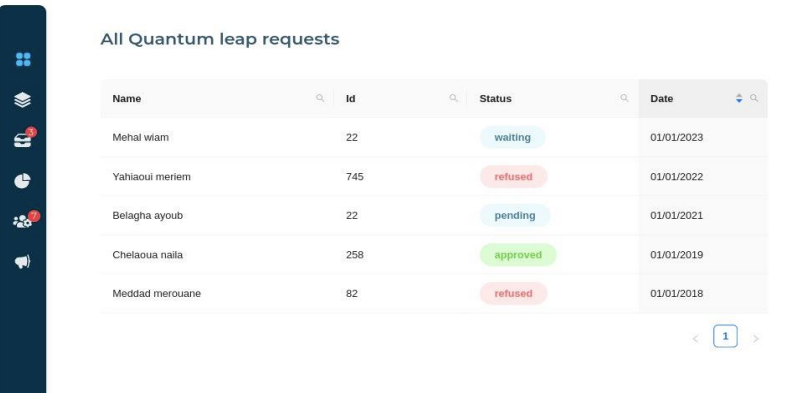 All Quantum leap requests
Name Id Status Date
Mehal wiam 22 waiting 01/01/2023
3
Yahiaoui meriem 745 refused 01/01/2022
Belagha ayoub 22 pending 01/01/2021
7
Chelaoua naila 258 approved 01/01/2019
Meddad merouane 82 refused 01/01/2018
1